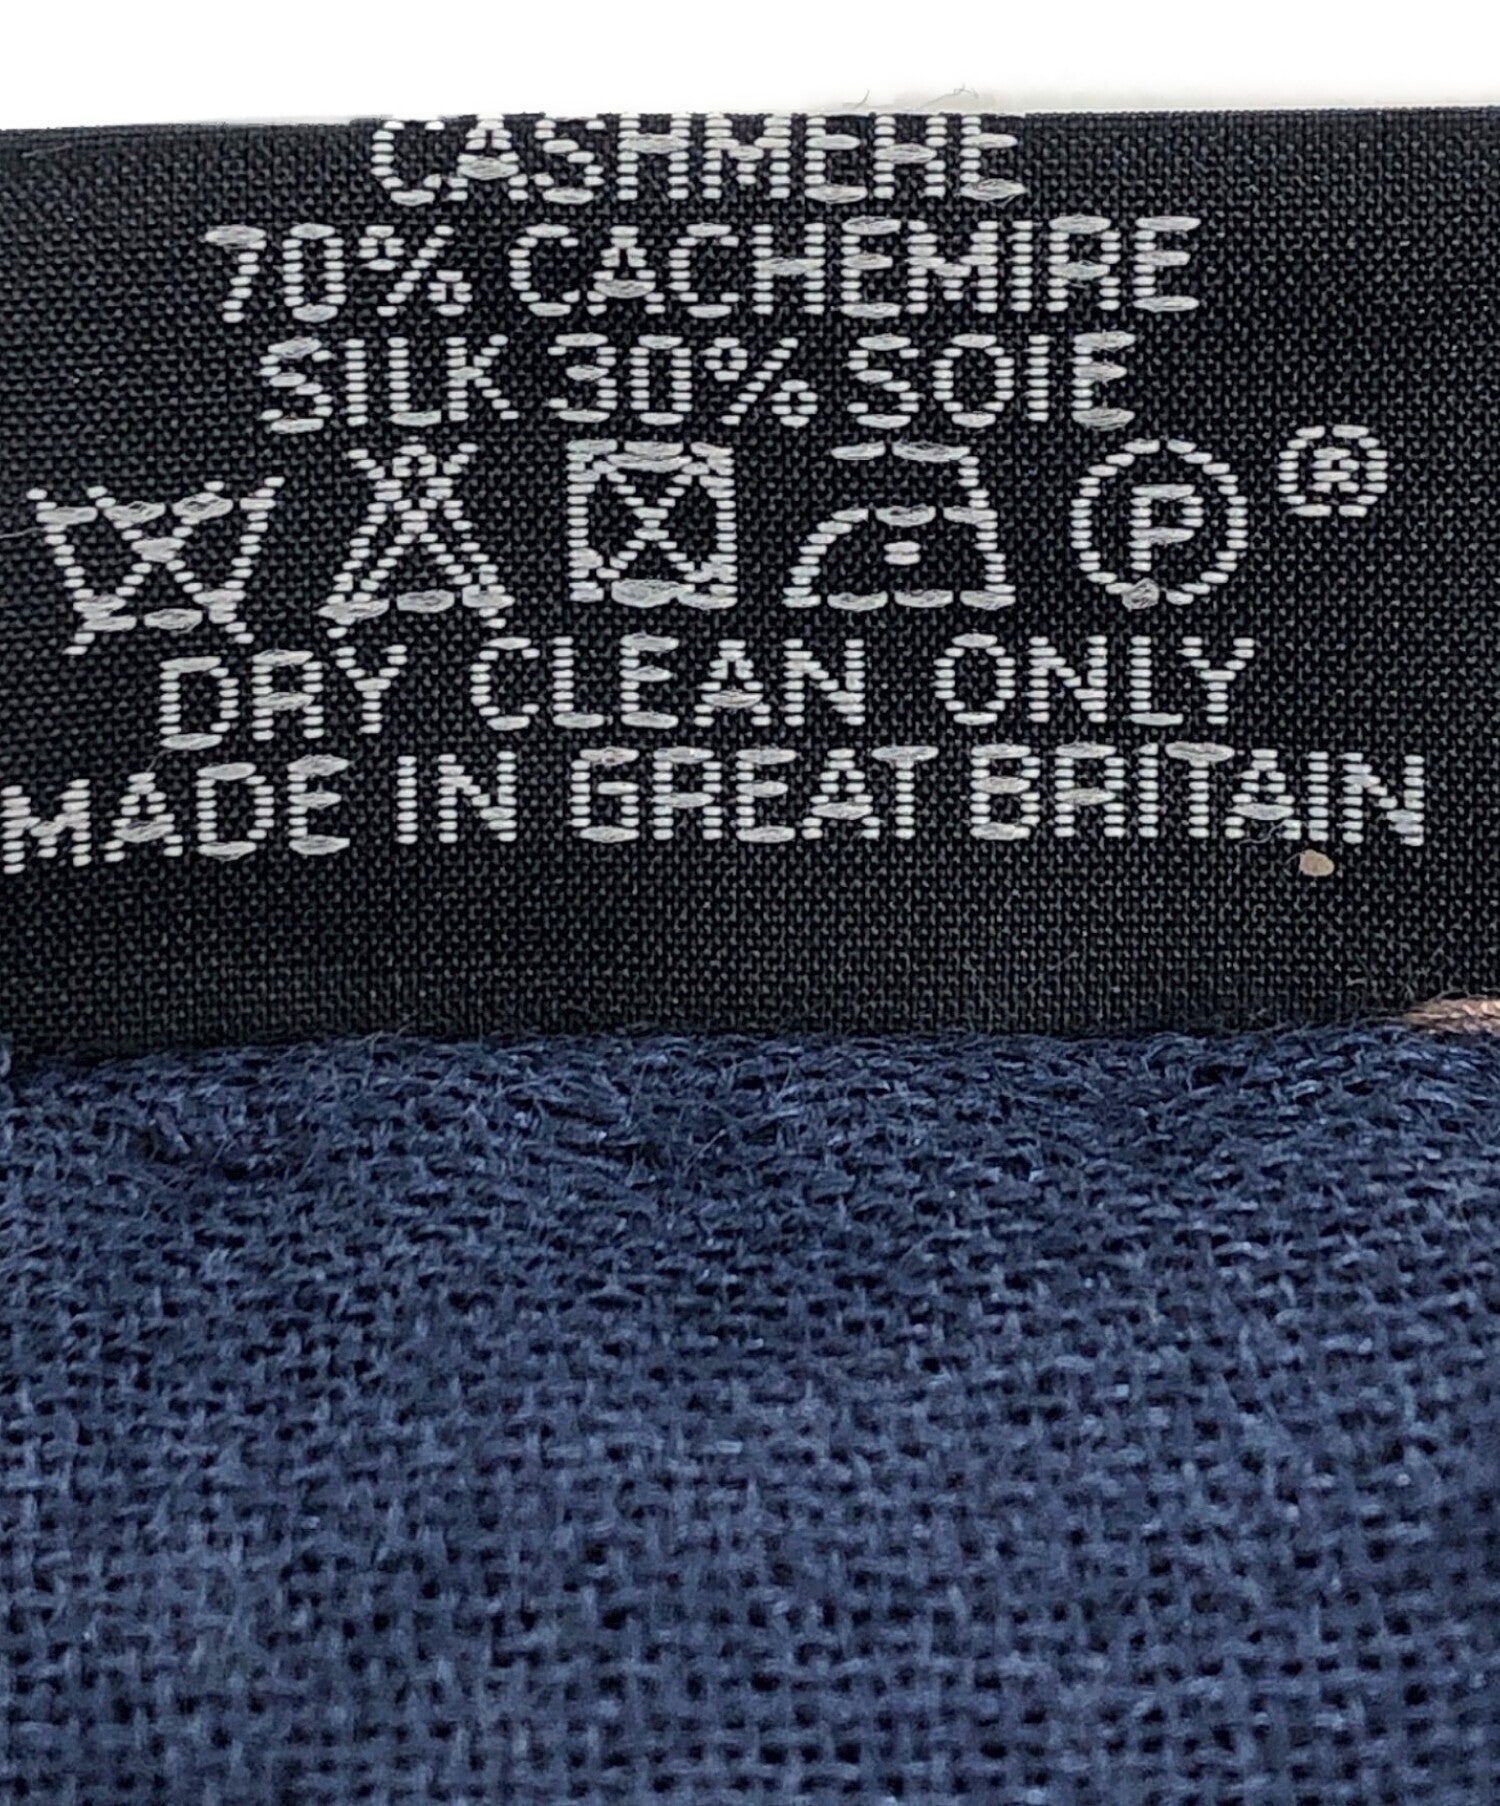 CASHMERE
70% CACHEMIRE
SILK 30% SOIE
P ®
DRY CLEAN ONLY
MADE IN GREAT BRITAIN